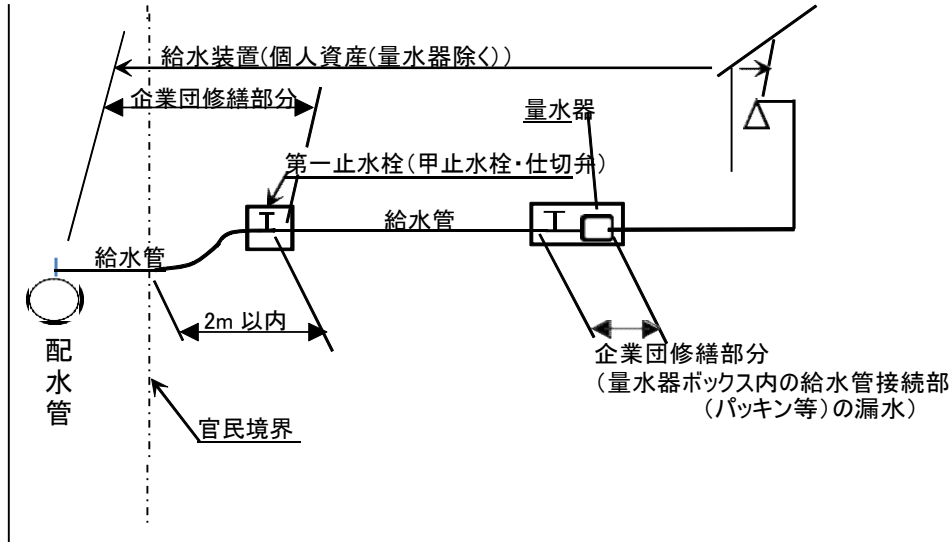 給水装置(個人資産(量水器除く))
企業団修繕部分
量水器
第一止水栓(甲止水栓・仕切弁)
給水管
給水管
2m 以内
配水管
企業団修繕部分
(量水器ボックス内の給水管接続部
(パッキン等)の漏水)
官民境界